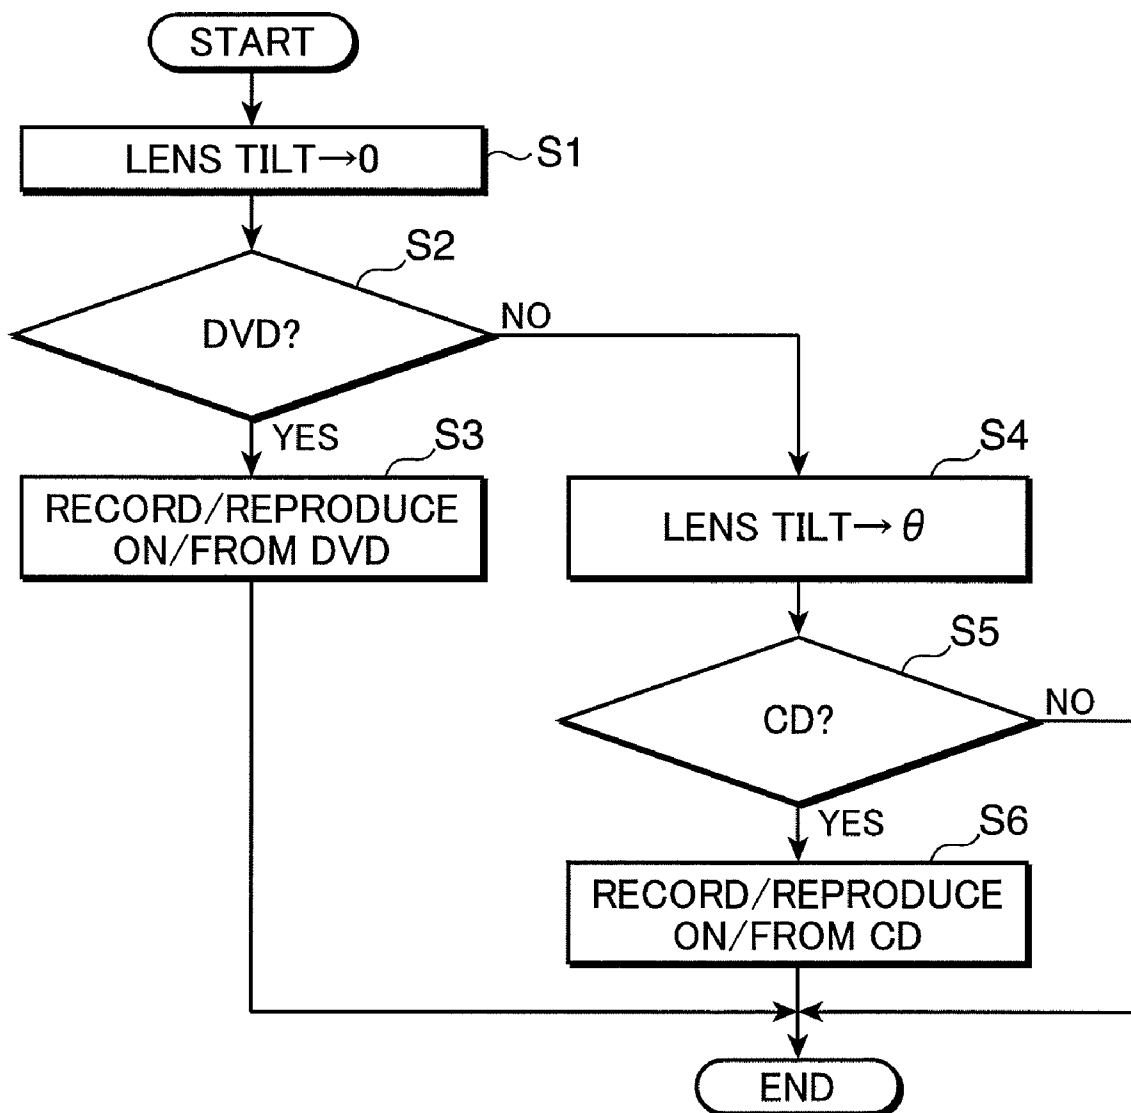 START
LENS TILT→0
S1
S2
DVD?
NO
YES
S3
RECORD/REPRODUCE
ON/FROM DVD
S4
LENS TILT→θ
S5
CD?
NO
YES
S6
RECORD/REPRODUCE
ON/FROM CD
END